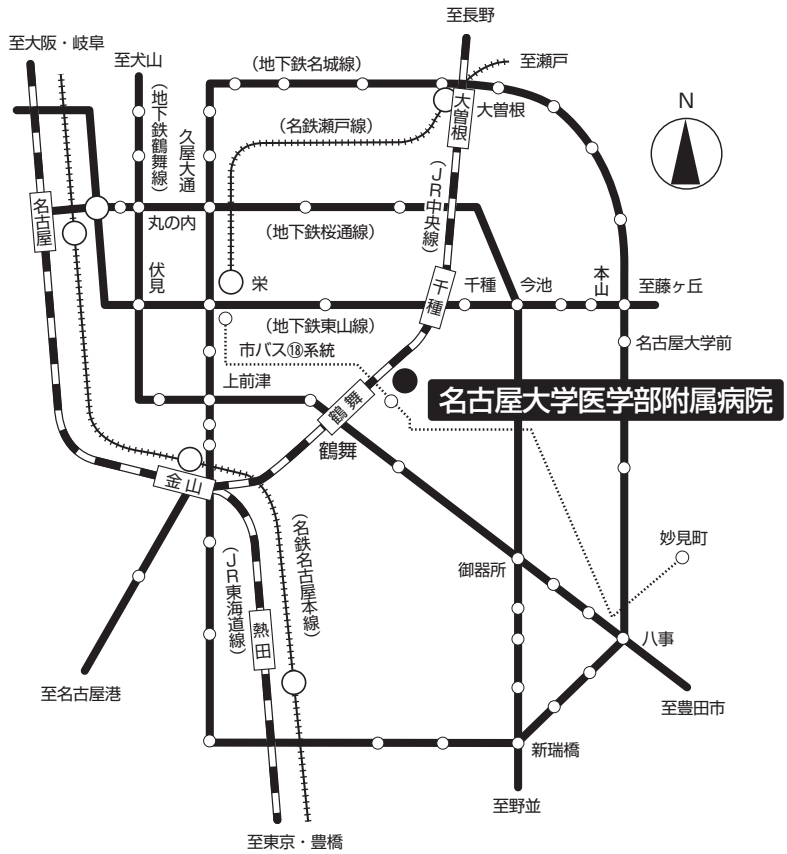 至長野
至大阪・岐阜
至犬山
(地下鉄名城線)
至瀬戸
(地下鉄鶴舞線)
久屋大通
大曽根
大曽根
(名鉄瀬戸線)
N
(JR中央線)
名古屋
丸の内
(地下鉄桜通線)
伏見
栄
千種
千種
今池
本山
至藤ヶ丘
(地下鉄東山線)
市バス⑱系統
名古屋大学前
上前津
名古屋大学医学部附属病院
鶴舞
鶴舞
金山
(名鉄名古屋本線)
(JR東海道線)
妙見町
御器所
熱田
八事
至名古屋港
至豊田市
新瑞橋
至野並
至東京・豊橋